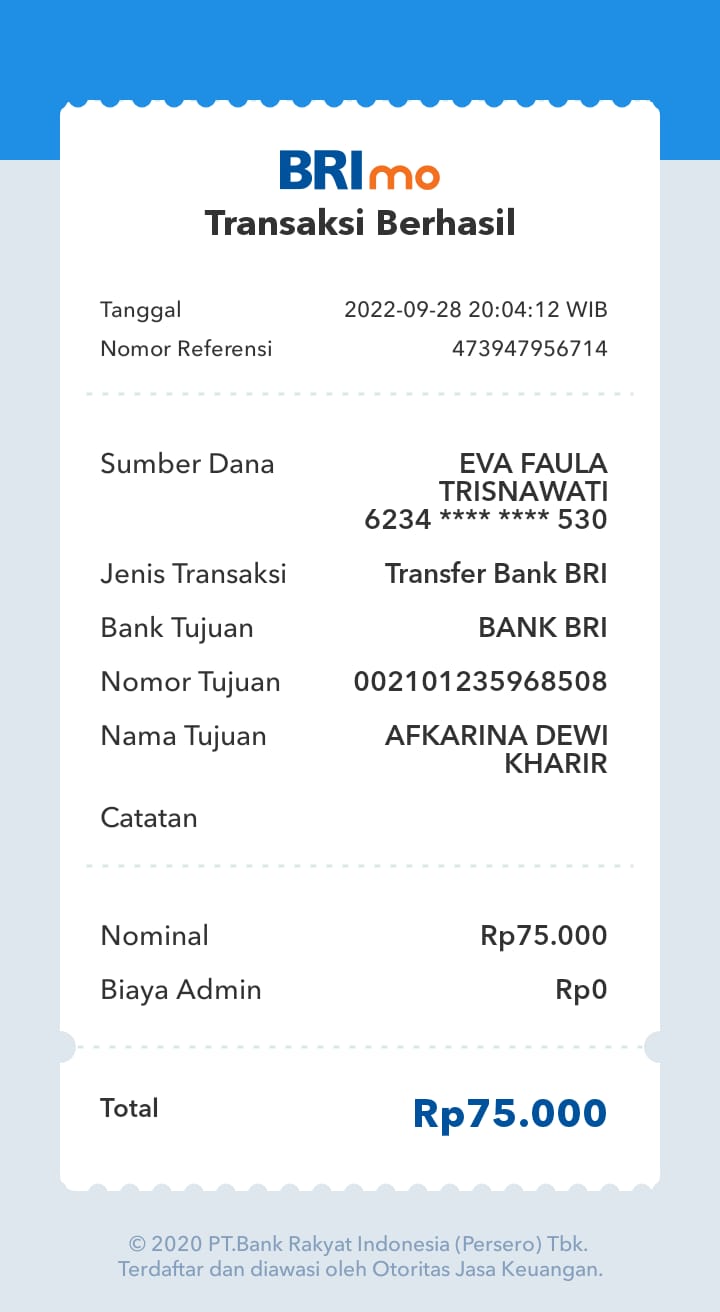 BRImo
Transaksi Berhasil
Tanggal 2022-09-28 20:04:12 WIB
Nomor Referensi 473947956714
Sumber Dana EVA FAULA
TRISNAWATI
6234 **** **** 530
Jenis Transaksi Transfer Bank BRI
Bank Tujuan BANK BRI
Nomor Tujuan 002101235968508
Nama Tujuan AFKARINA DEWI
KHARIR
Catatan
Nominal Rp75.000
Biaya Admin Rp0
Total Rp75.000
© 2020 PT.Bank Rakyat Indonesia (Persero) Tbk.
Terdaftar dan diawasi oleh Otoritas Jasa Keuangan.